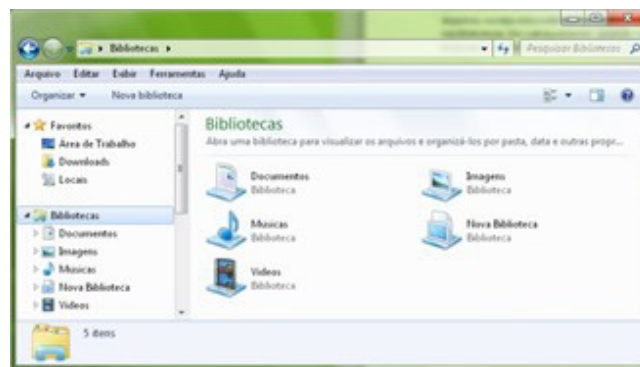 Bibliotecas
Pesquisar Bibliotecas
Arquivo Editar Exibir Ferramentas Ajuda
Organizar Nova biblioteca
Favoritos
Area de Trabalho
Downloads
Locais
Bibliotecas
Documentos
Imagens
Musicas
Nova Biblioteca
Videos
Bibliotecas
Abra uma biblioteca para visualizar os arquivos e organizá-los por pasta, data e outras propr...
Documentos
Biblioteca
Imagens
Biblioteca
Musicas
Biblioteca
Nova Biblioteca
Biblioteca
Videos
Biblioteca
5 itens